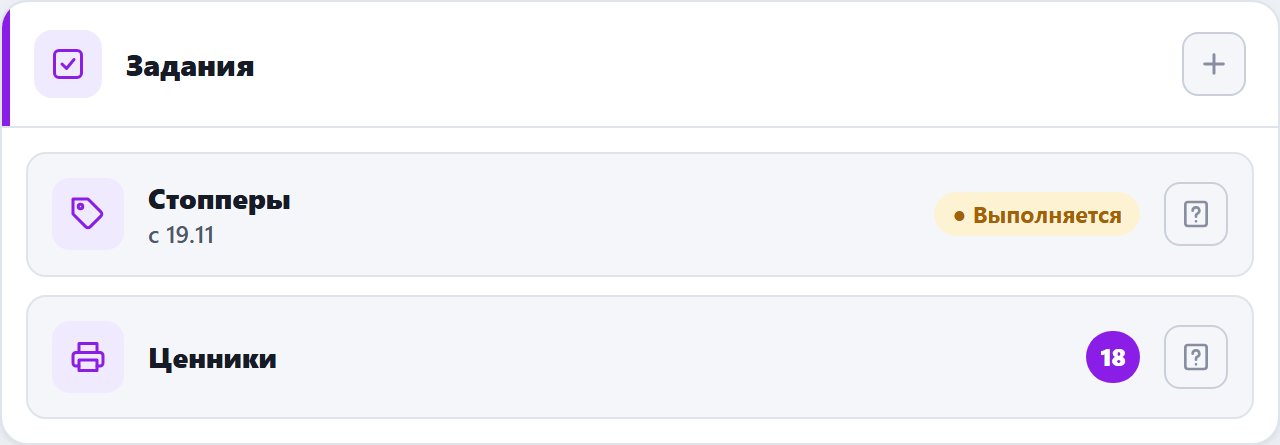 Задания
Стопперы
с 19.11
Выполняется
Ценники
18